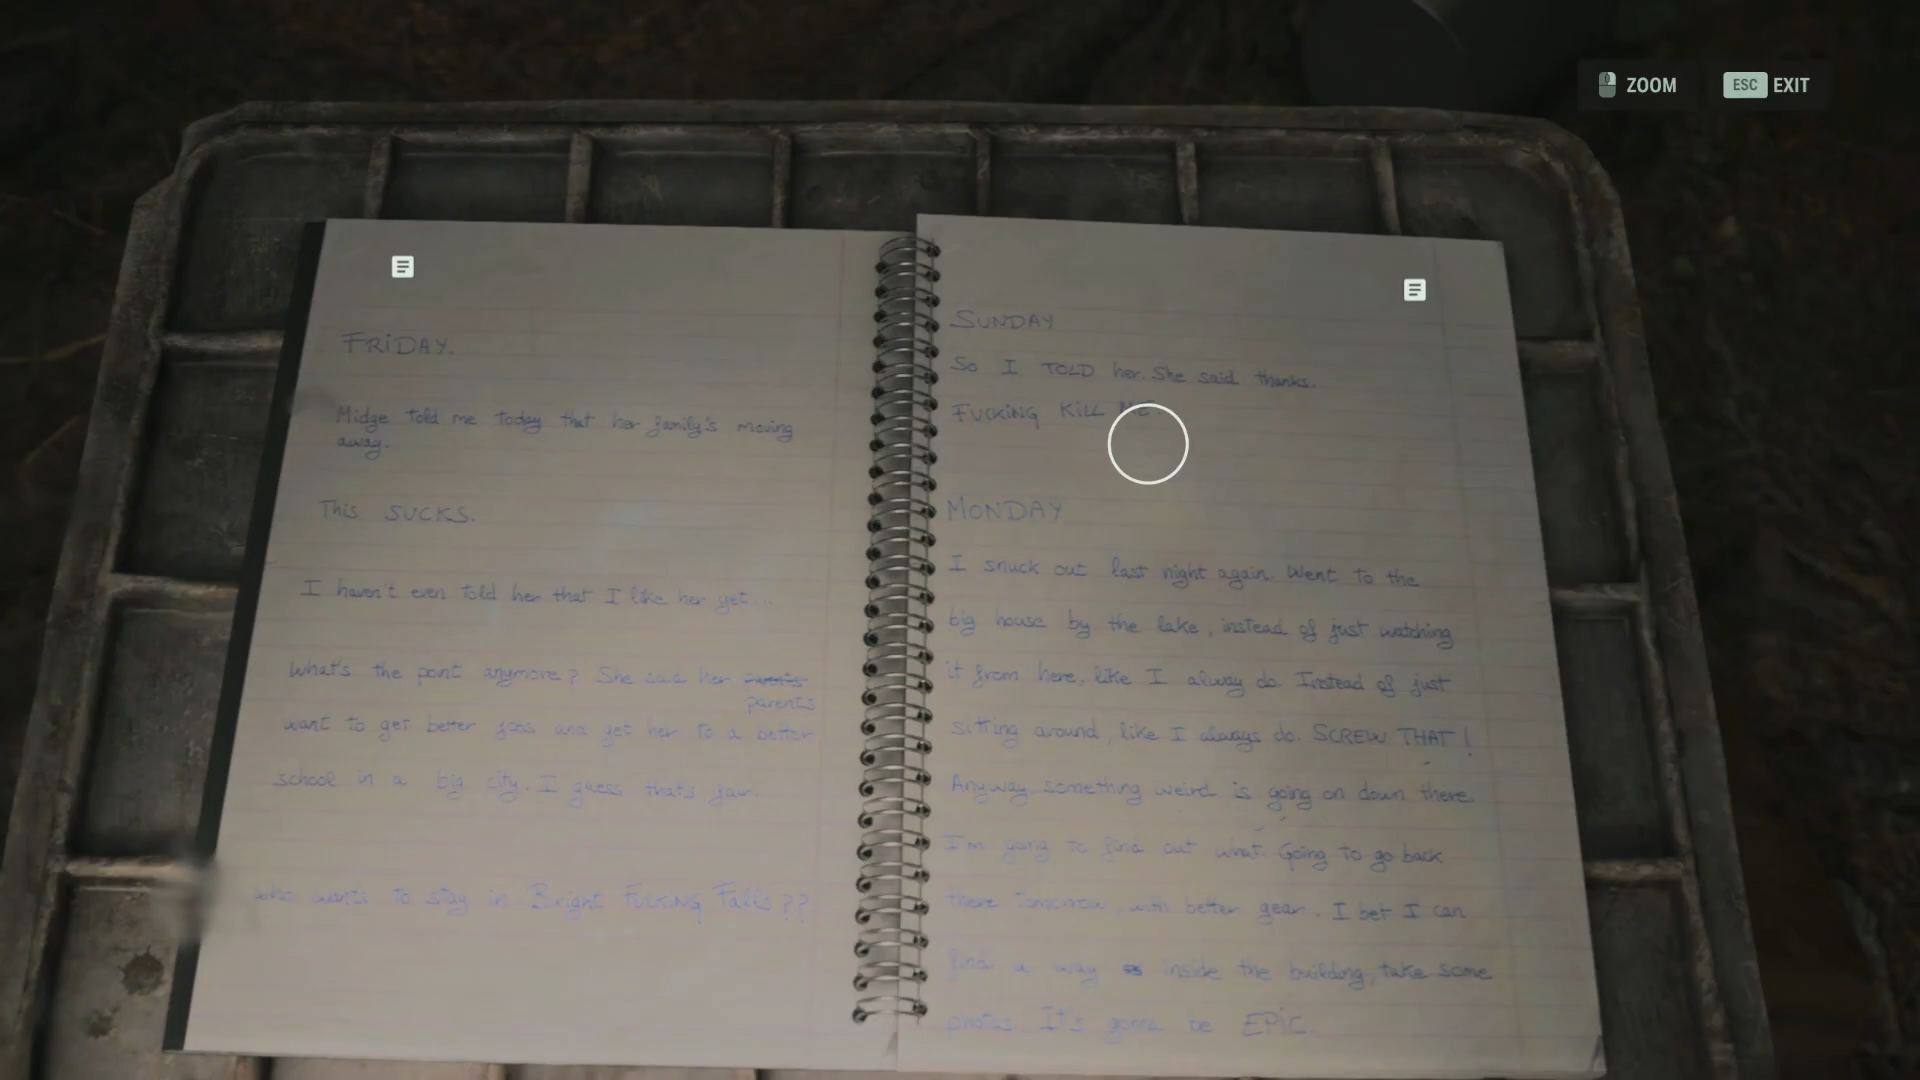 ZOOM
ESC EXIT
FRiDAY.
Midge told me today that her family's moving
away.
This SUCKS.
I haven't even told her that I like her yet...
What's the point anymore? She said her
parents
want to get better jobs and get her to a better
school in a big city. I guess that's fair.
who wants to stay in Bright FUCKiNG Falls??
SUNDAY
So I TOLD her. She said thanks.
FUCKiNG KiLL ME.
MONDAY
I snuck out last night again. Went to the
big house by the lake, instead of just watching
it from here, like I alway do. Instead of just
sitting around, like I always do. SCREW THAT!
Anyway, something weird is going on down there.
I'm going to find out what. Going to go back
there tomorrow, with better gear. I bet I can
find a way inside the building, take some
photos. It's gonna be EPiC.